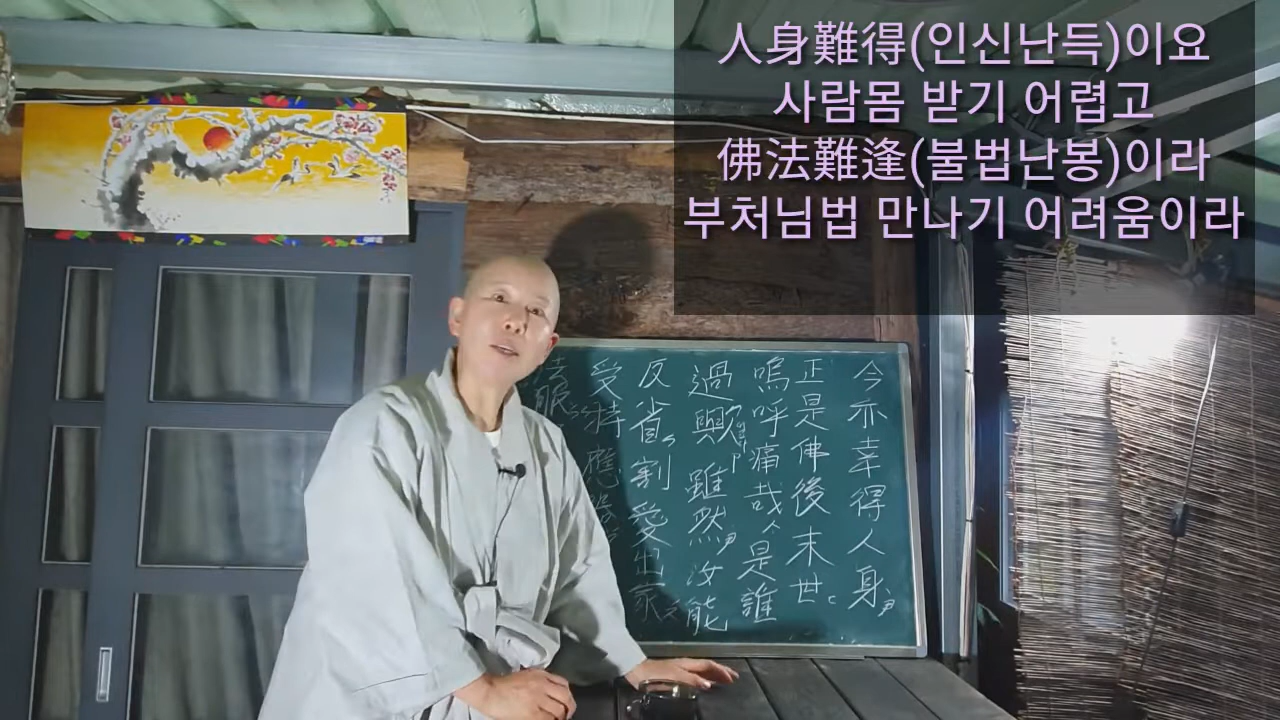 人身難得(인신난득)이요
사람몸 받기 어렵고
佛法難逢(불법난봉)이라
부처님법 만나기 어려움이라
今亦幸得人身
正是佛後末世
嗚呼痛哉 是誰
過歟 雖然 汝能
反省 割愛出家
受持應器
法服